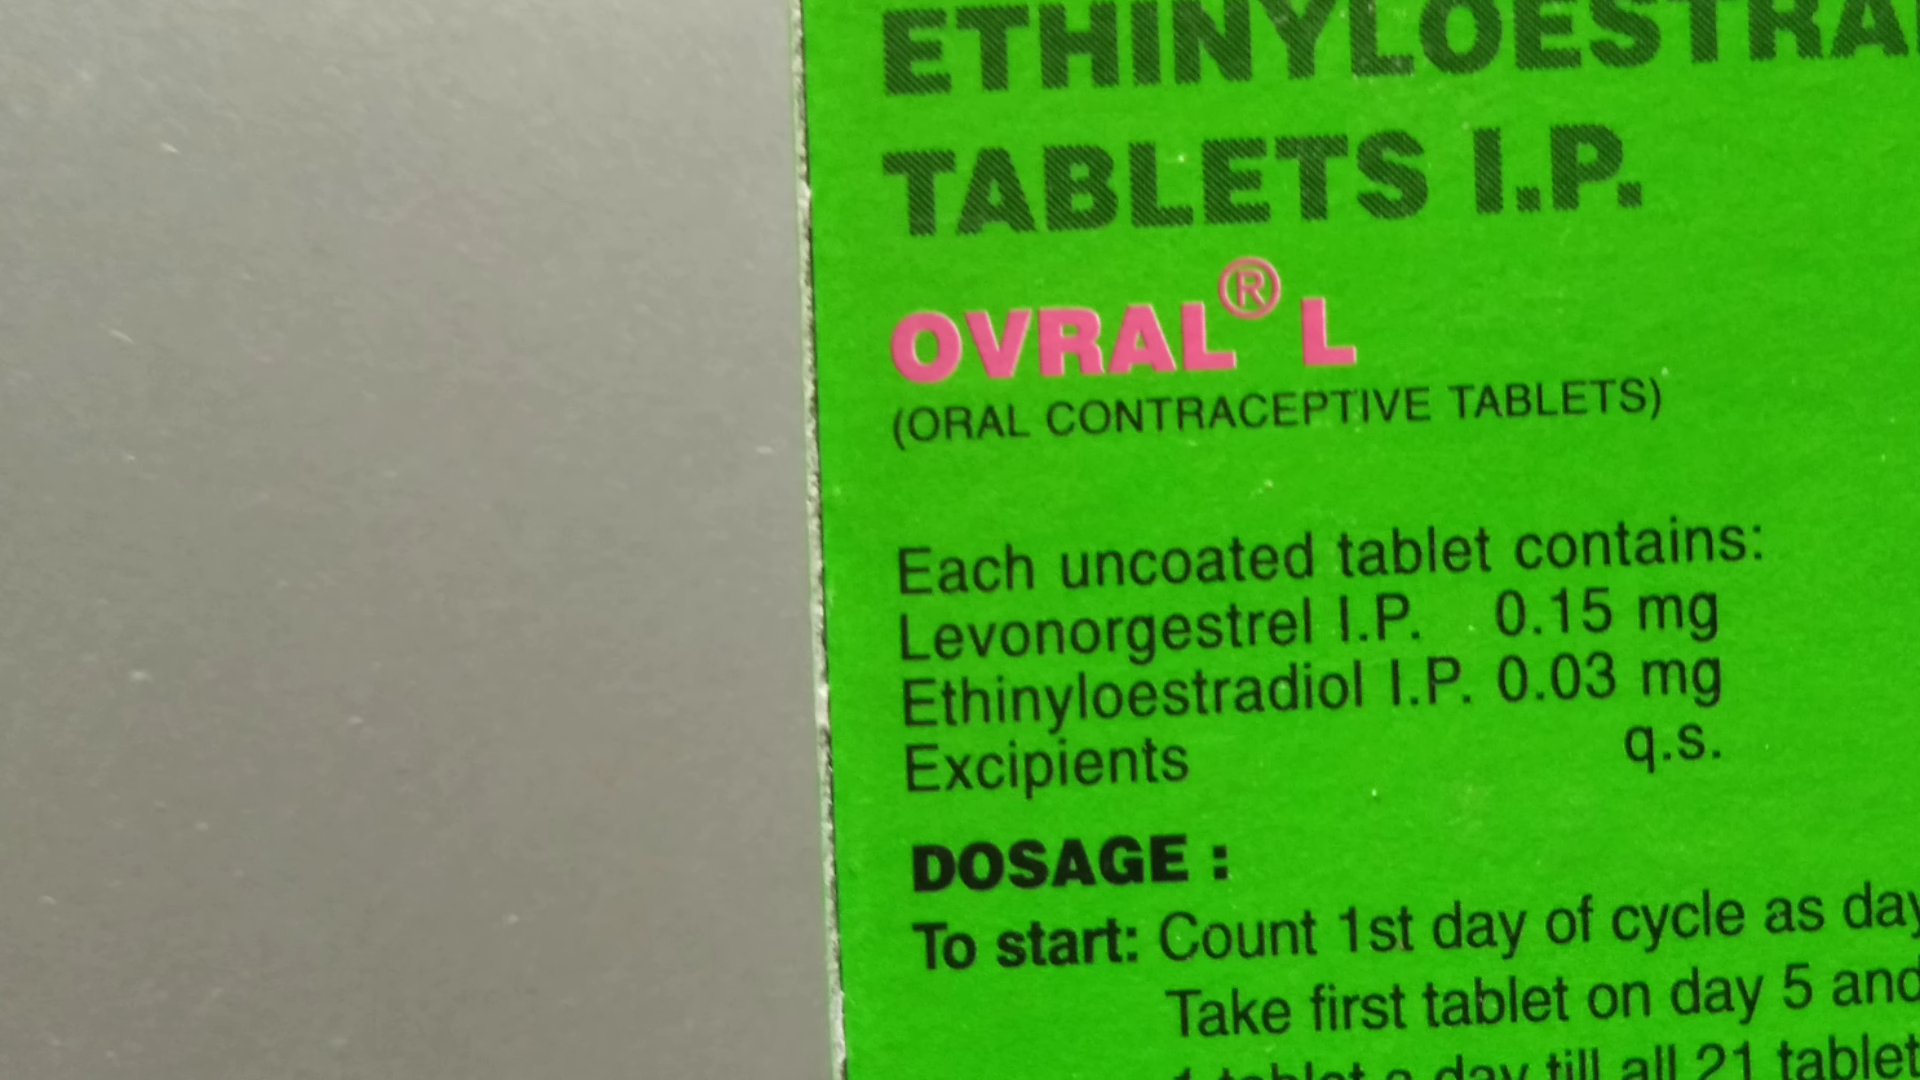 ETHINYLOESTRA
TABLETS I.P.
OVRAL® L
(ORAL CONTRACEPTIVE TABLETS)
Each uncoated tablet contains:
Levonorgestrel I.P. 0.15 mg
Ethinyloestradiol I.P. 0.03 mg
Excipients q.s.
DOSAGE :
To start: Count 1st day of cycle as day
Take first tablet on day 5 and
1 tablet a day till all 21 tablet